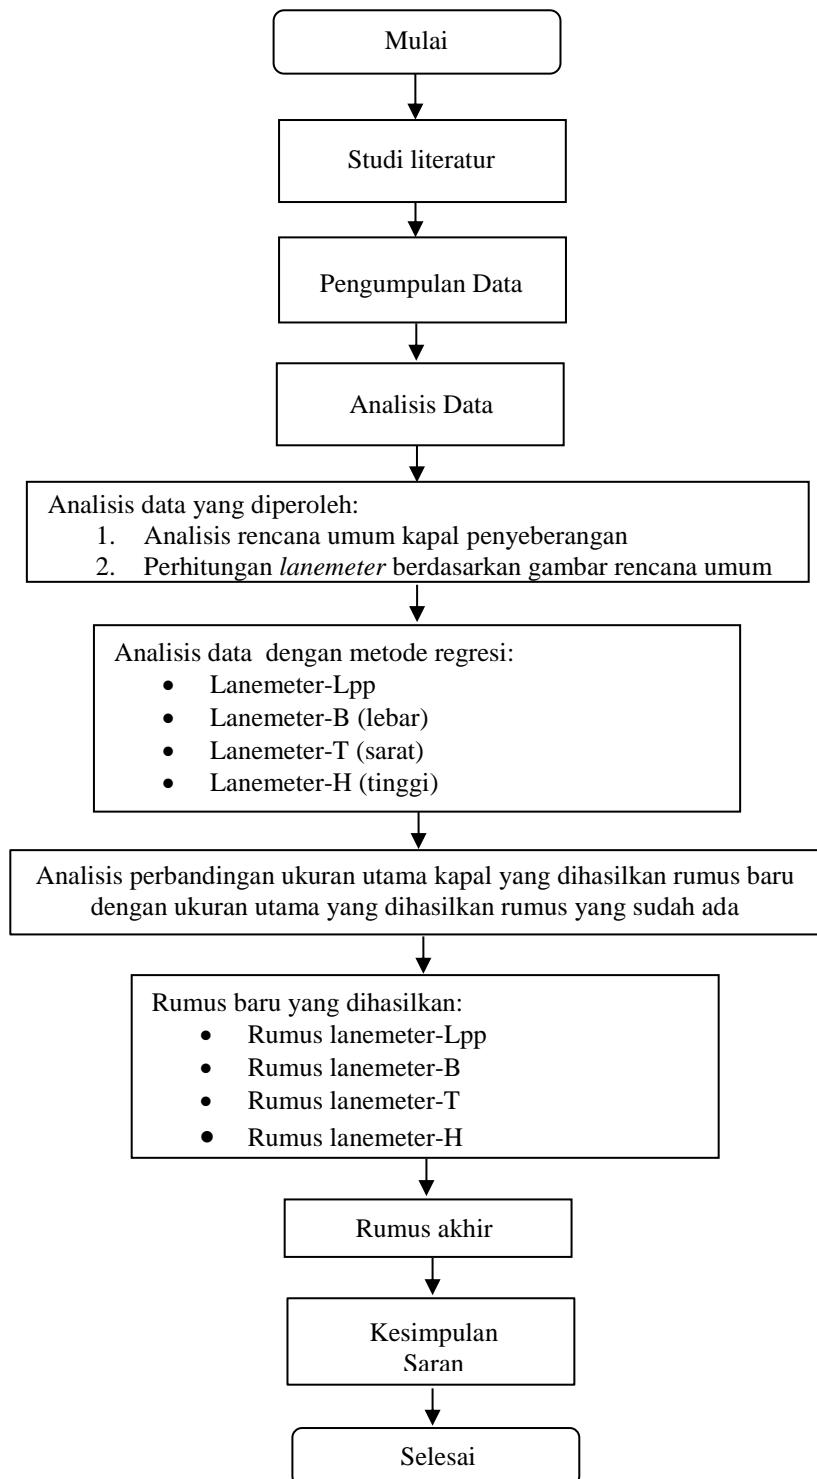 Mulai
Studi literatur
Pengumpulan Data
Analisis Data
Analisis data yang diperoleh:
1. Analisis rencana umum kapal penyeberangan
2. Perhitungan lanemeter berdasarkan gambar rencana umum
Analisis data dengan metode regresi:
• Lanemeter-Lpp
• Lanemeter-B (lebar)
• Lanemeter-T (sarat)
• Lanemeter-H (tinggi)
Analisis perbandingan ukuran utama kapal yang dihasilkan rumus baru
dengan ukuran utama yang dihasilkan rumus yang sudah ada
Rumus baru yang dihasilkan:
• Rumus lanemeter-Lpp
• Rumus lanemeter-B
• Rumus lanemeter-T
• Rumus lanemeter-H
Rumus akhir
Kesimpulan
Saran
Selesai